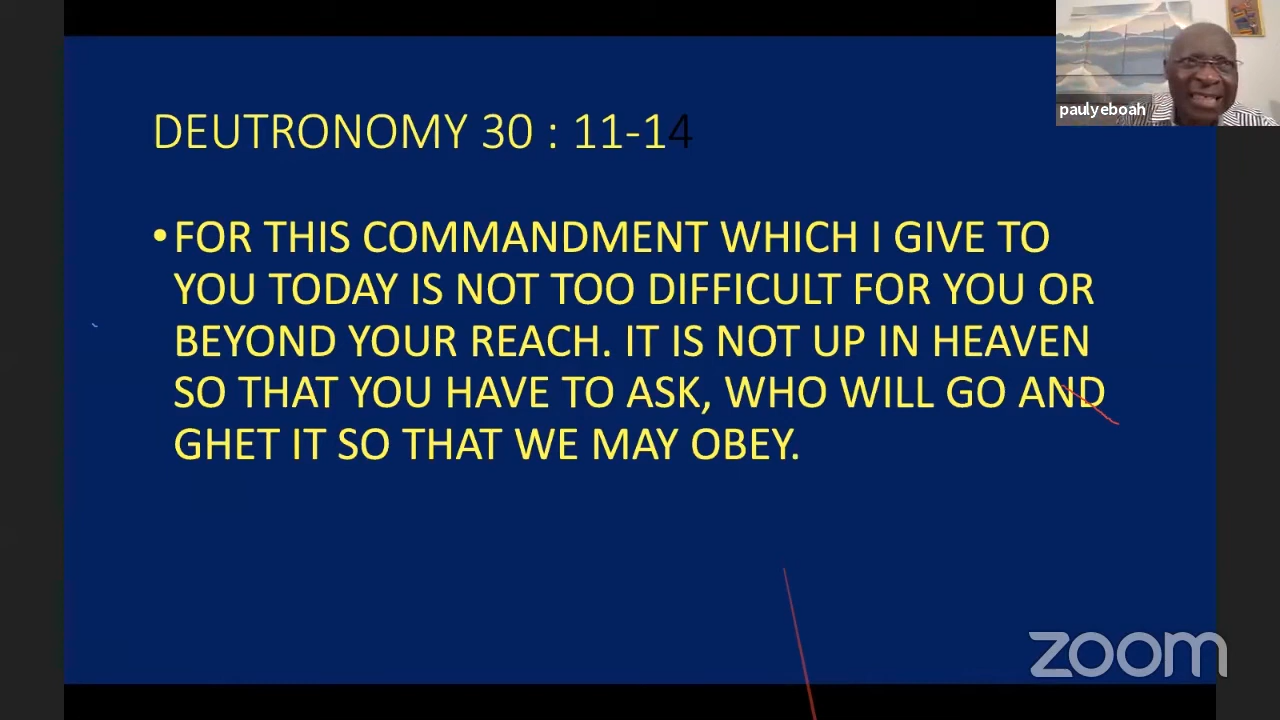 paulyeboah
DEUTRONOMY 30 : 11-14
•FOR THIS COMMANDMENT WHICH I GIVE TO
YOU TODAY IS NOT TOO DIFFICULT FOR YOU OR
BEYOND YOUR REACH. IT IS NOT UP IN HEAVEN
SO THAT YOU HAVE TO ASK, WHO WILL GO AND
GHET IT SO THAT WE MAY OBEY.
zoom